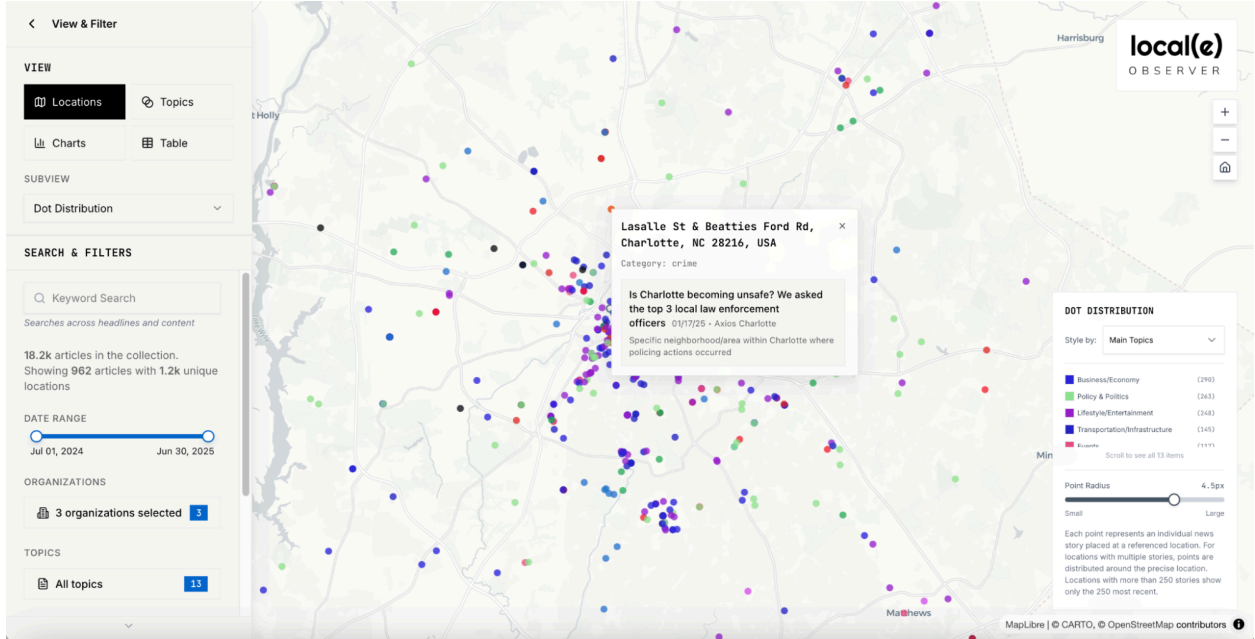 View & Filter
VIEW
Locations
Topics
Charts
Table
SUBVIEW
Dot Distribution
SEARCH & FILTERS
Keyword Search
Searches across headlines and content
18.2k articles in the collection.
Showing 962 articles with 1.2k unique
locations
DATE RANGE
Jul 01, 2024
Jun 30, 2025
ORGANIZATIONS
3 organizations selected 3
TOPICS
All topics 13
t Holly
Harrisburg
Lasalle St & Beatties Ford Rd,
Charlotte, NC 28216, USA
Category: crime
Is Charlotte becoming unsafe? We asked
the top 3 local law enforcement
officers 01/17/25 • Axios Charlotte
Specific neighborhood/area within Charlotte where
policing actions occurred
Min
Matthews
local(e)
OBSERVER
DOT DISTRIBUTION
Style by: Main Topics
Business/Economy (290)
Policy & Politics (263)
Lifestyle/Entertainment (248)
Transportation/Infrastructure (145)
Events (117)
Scroll to see all 13 items
Point Radius 4.5px
Small Large
Each point represents an individual news
story placed at a referenced location. For
locations with multiple stories, points are
distributed around the precise location.
Locations with more than 250 stories show
only the 250 most recent.
MapLibre | © CARTO, © OpenStreetMap contributors